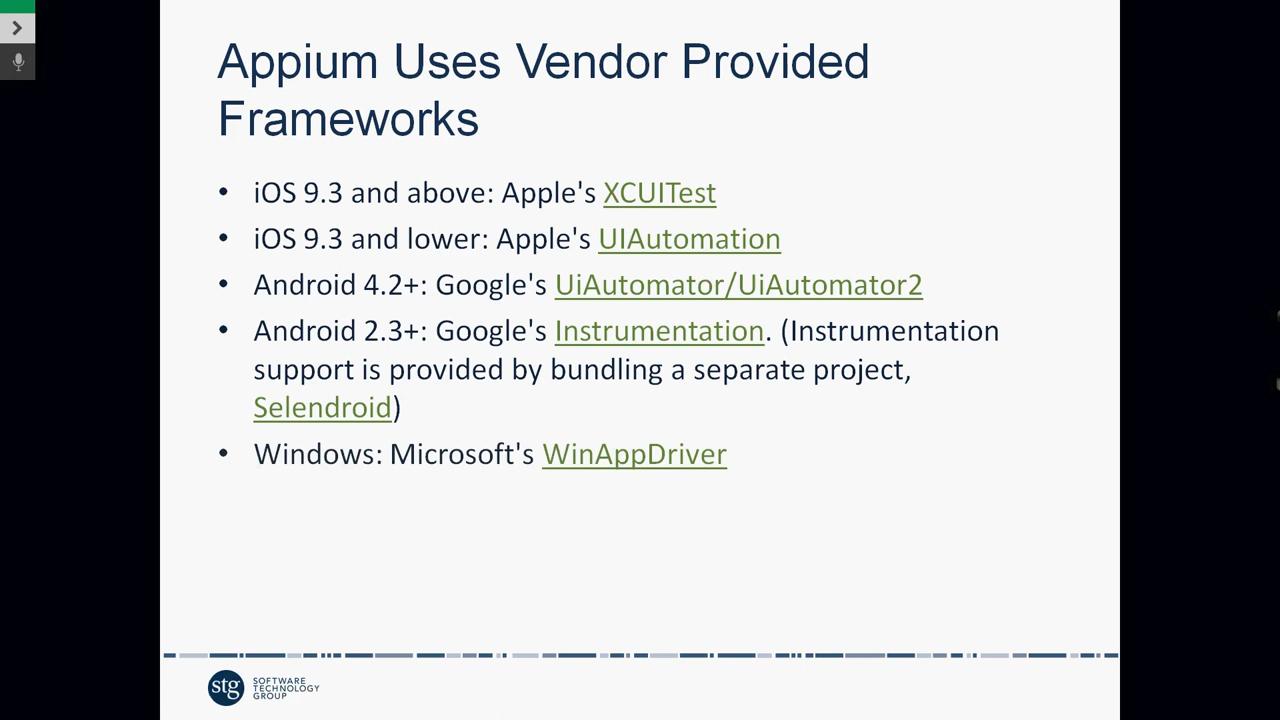 Appium Uses Vendor Provided
Frameworks
• iOS 9.3 and above: Apple's XCUITest
• iOS 9.3 and lower: Apple's UIAutomation
• Android 4.2+: Google's UiAutomator/UiAutomator2
• Android 2.3+: Google's Instrumentation. (Instrumentation
support is provided by bundling a separate project,
Selendroid)
• Windows: Microsoft's WinAppDriver
stg
SOFTWARE
TECHNOLOGY
GROUP